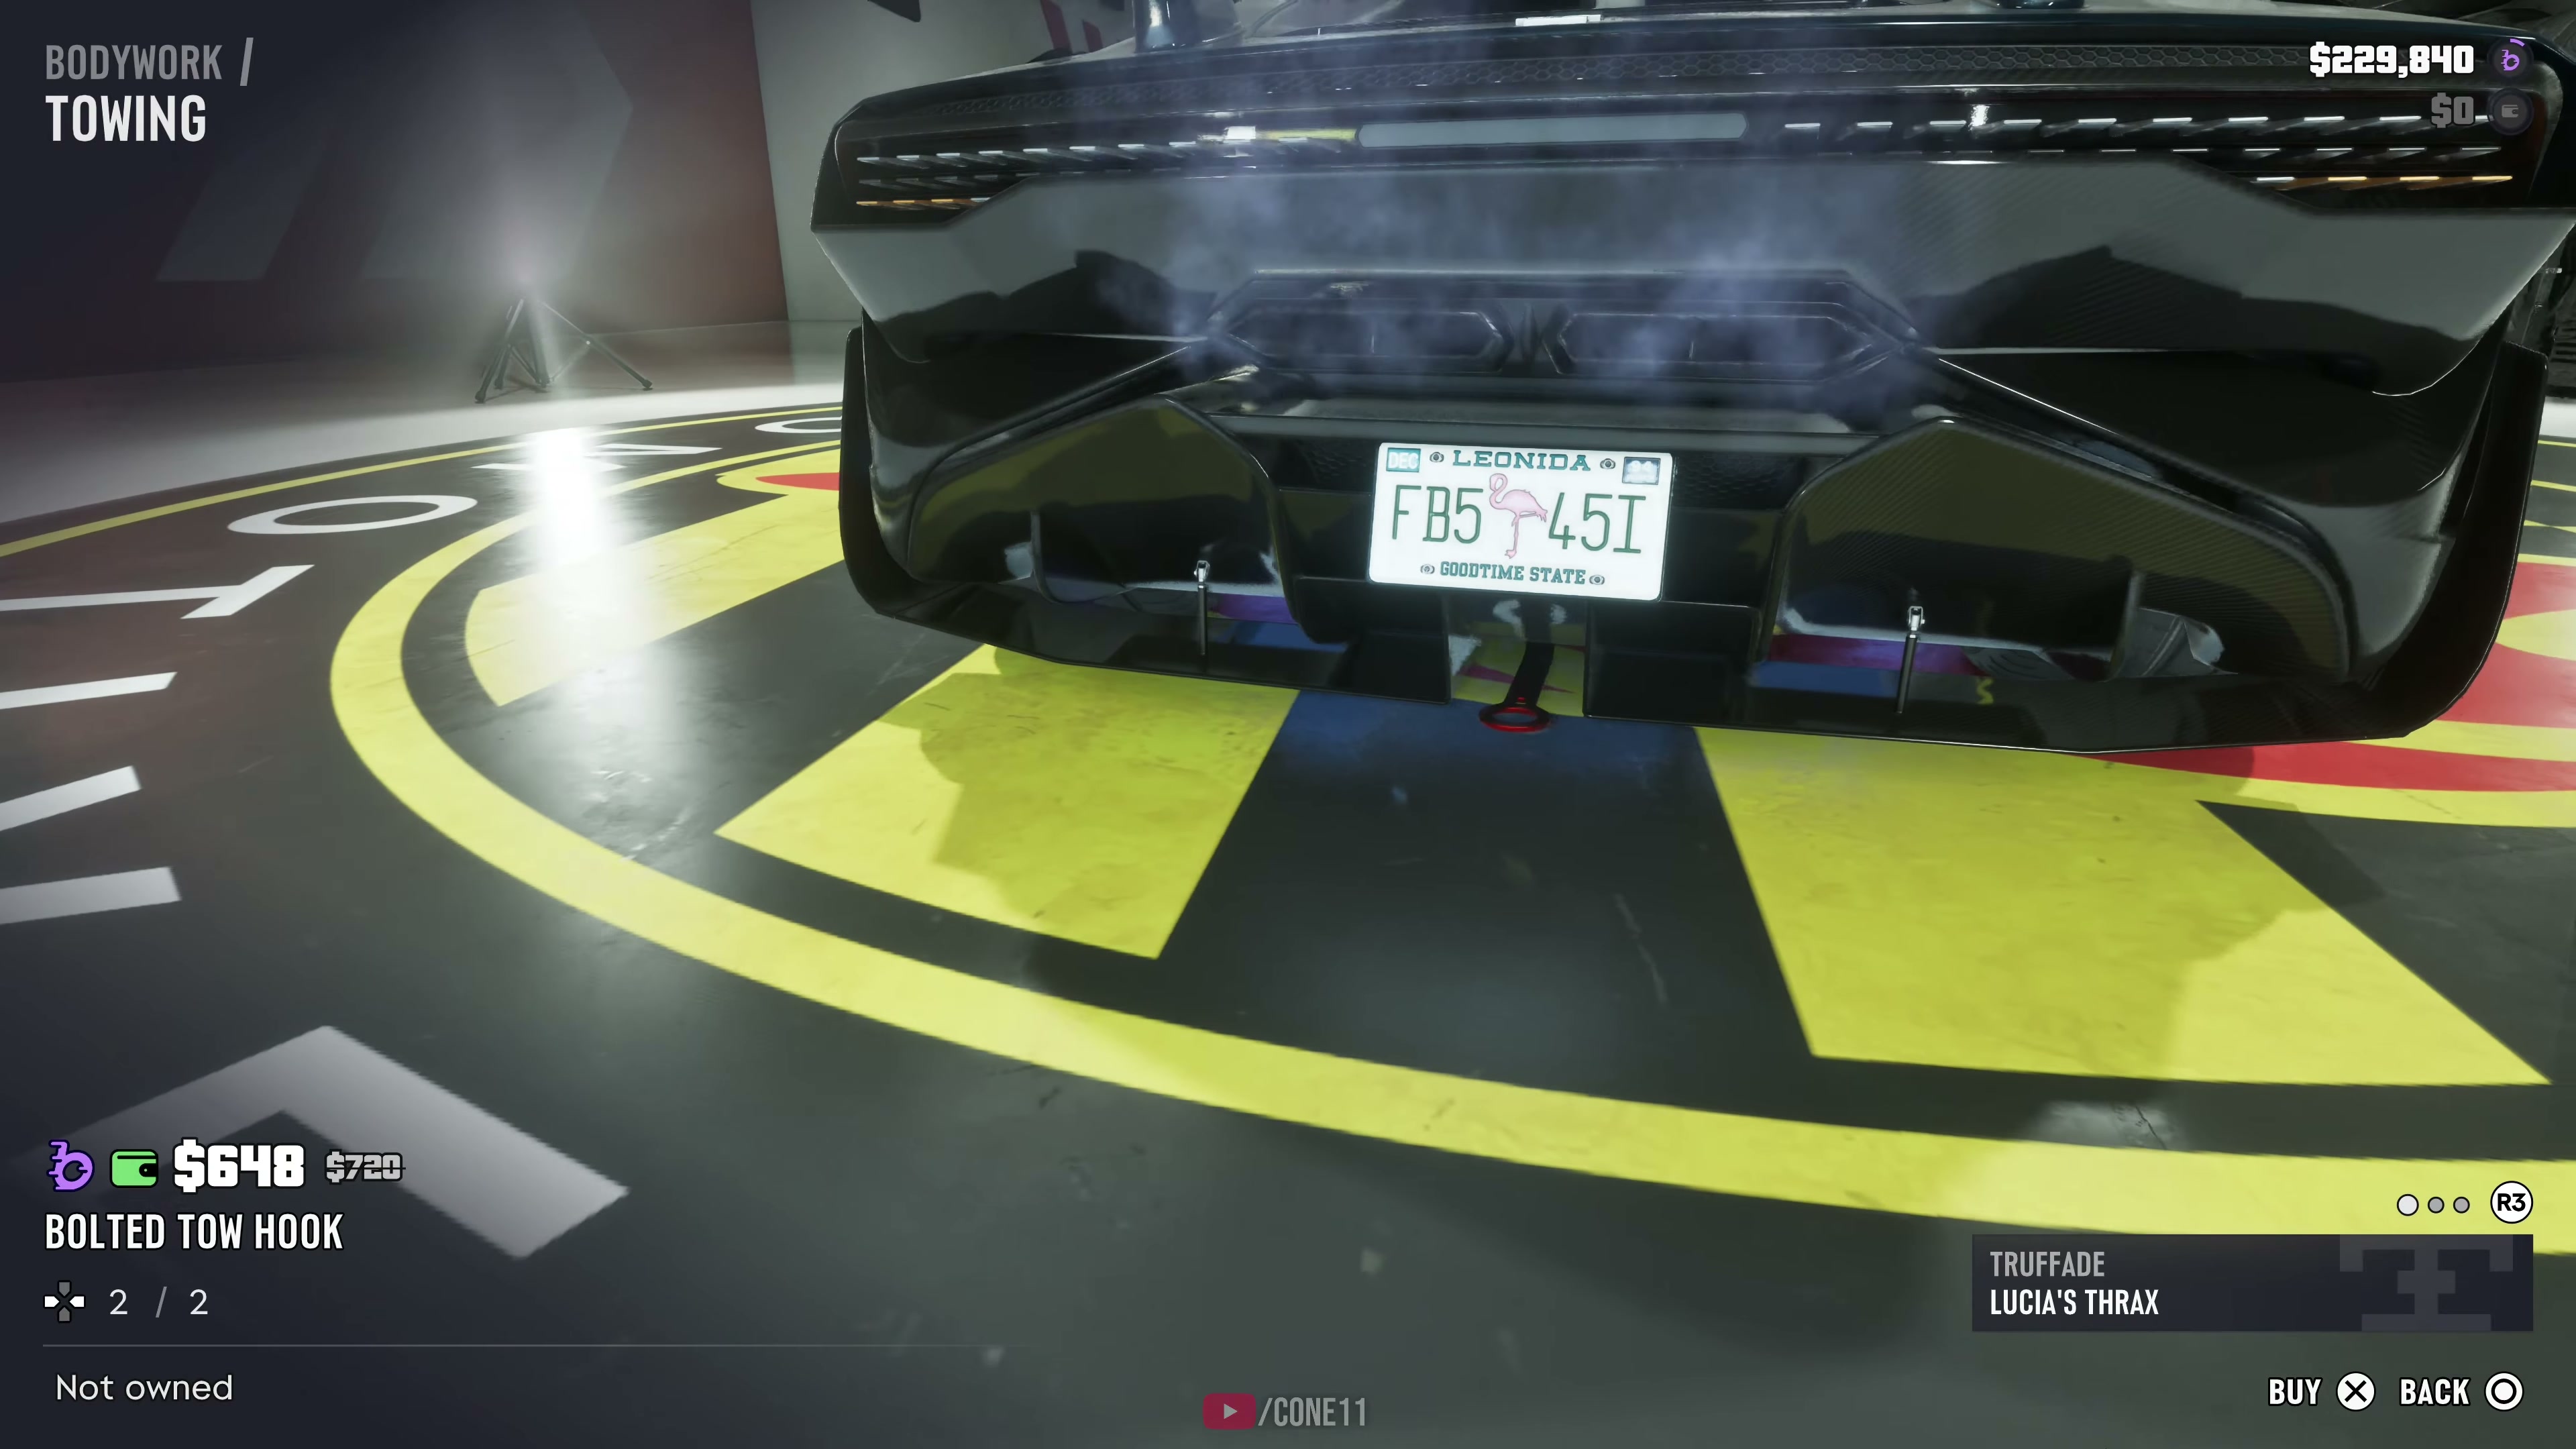 BODYWORK /
TOWING
$229,840
$0
DEC LEONIDA
FB5 45I
GOODTIME STATE
$648 $720
BOLTED TOW HOOK
2 / 2
Not owned
R3
TRUFFADE
LUCIA'S THRAX
BUY BACK
/CONE11